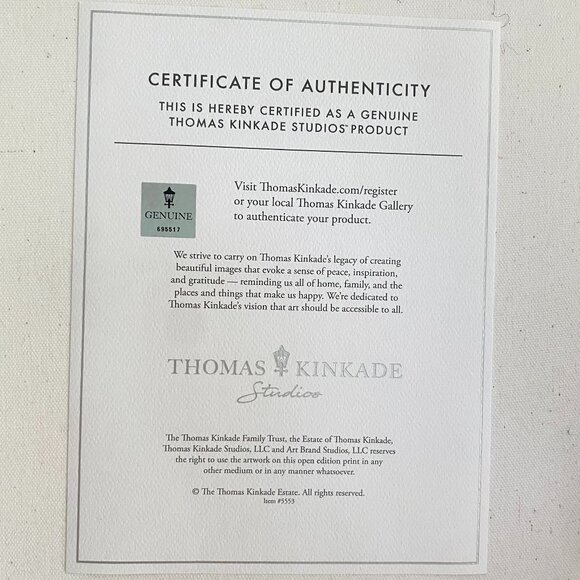 CERTIFICATE OF AUTHENTICITY
THIS IS HEREBY CERTIFIED AS A GENUINE
THOMAS KINKADE STUDIOS™ PRODUCT
GENUINE
695517
Visit ThomasKinkade.com/register
or your local Thomas Kinkade Gallery
to authenticate your product.
We strive to carry on Thomas Kinkade's legacy of creating
beautiful images that evoke a sense of peace, inspiration,
and gratitude — reminding us all of home, family, and the
places and things that make us happy. We're dedicated to
Thomas Kinkade's vision that art should be accessible to all.
THOMAS KINKADE
Studios
The Thomas Kinkade Family Trust, the Estate of Thomas Kinkade,
Thomas Kinkade Studios, LLC and Art Brand Studios, LLC reserves
the right to use the artwork on this open edition print in any
other medium or in any manner whatsoever.
© The Thomas Kinkade Estate. All rights reserved.
Item #5553